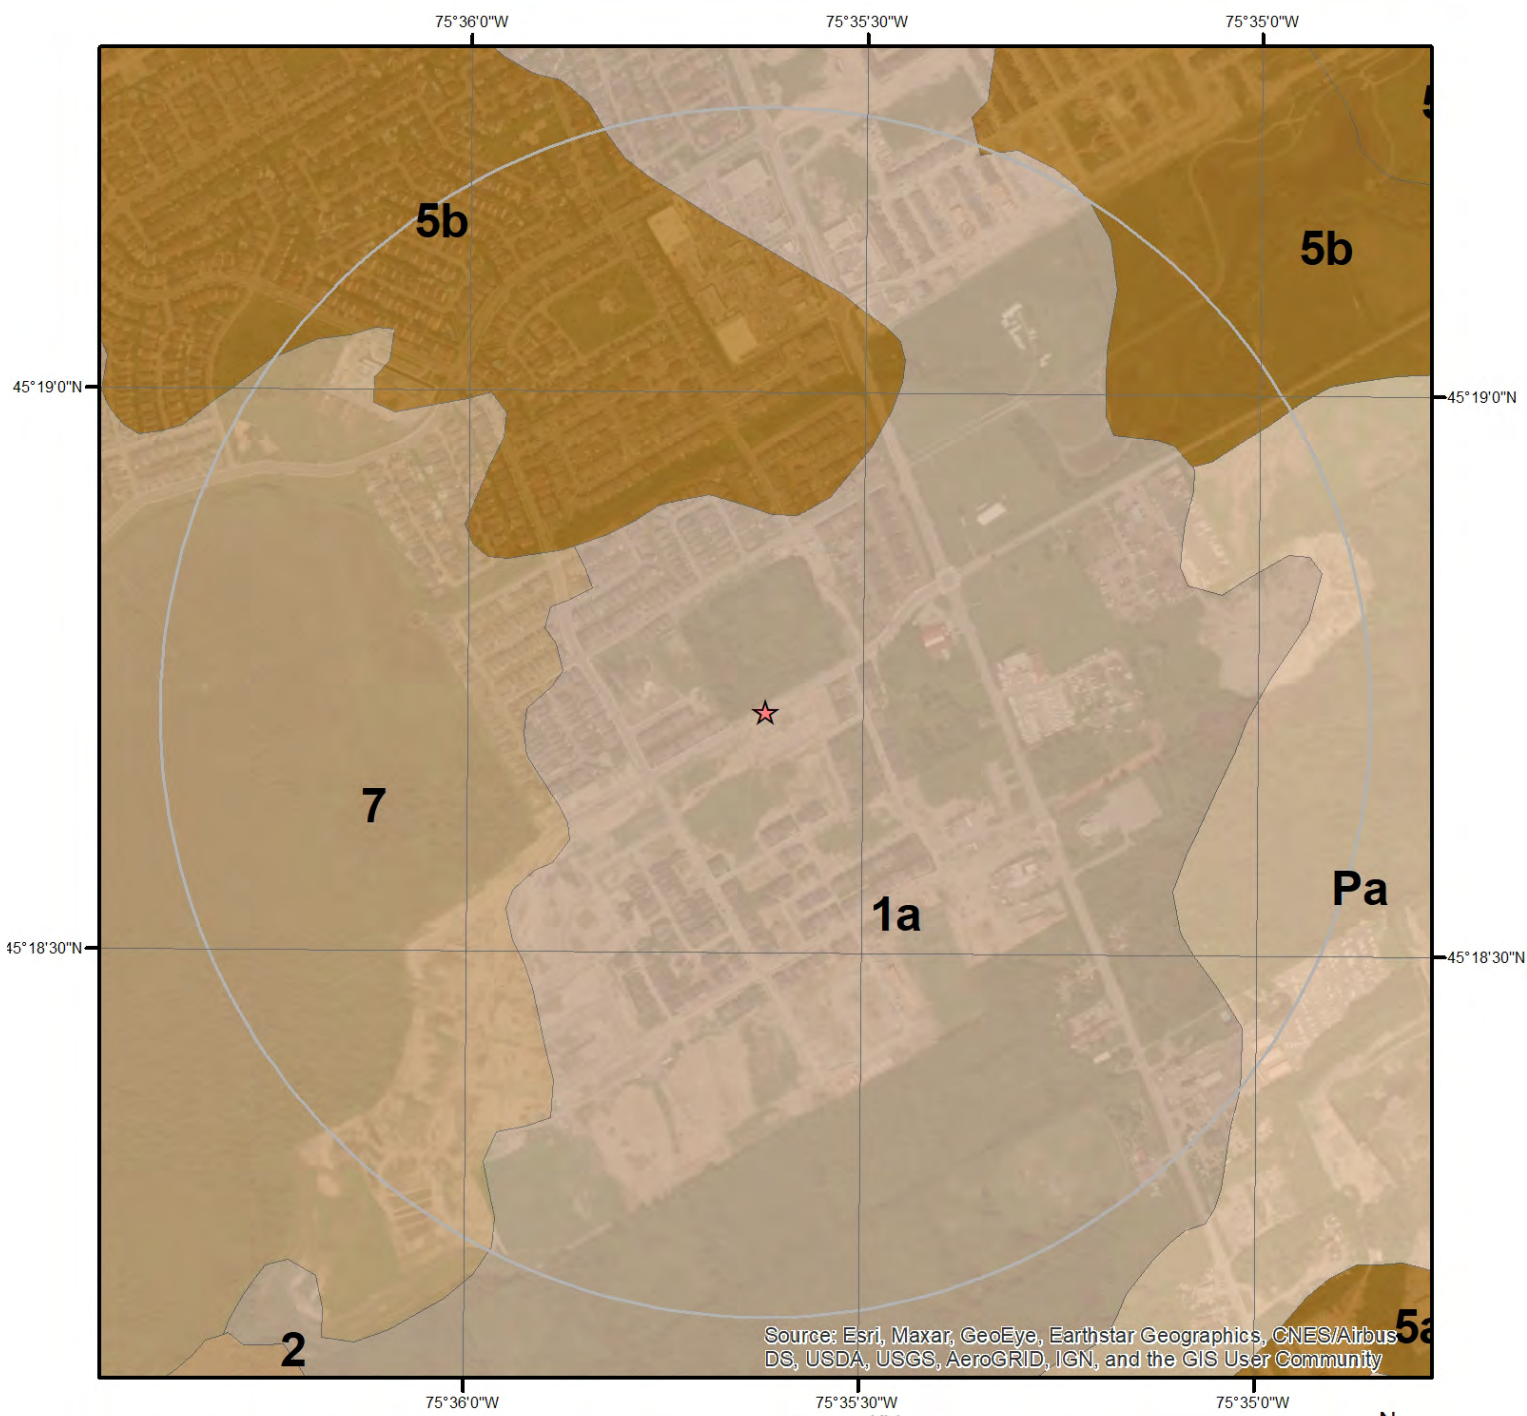 75°36'0"W 75°35'30"W 75°35'0"W
5
5b
5b
45°19'0"N
45°19'0"N
7
Pa
1a
45°18'30"N
45°18'30"N
5a
Source: Esri, Maxar, GeoEye, Earthstar Geographics, CNES/Airbus
2
DS, USDA, USGS, AeroGRID, IGN, and the GIS User Community
75°36'0"W 75°35'30"W 75°35'0"W